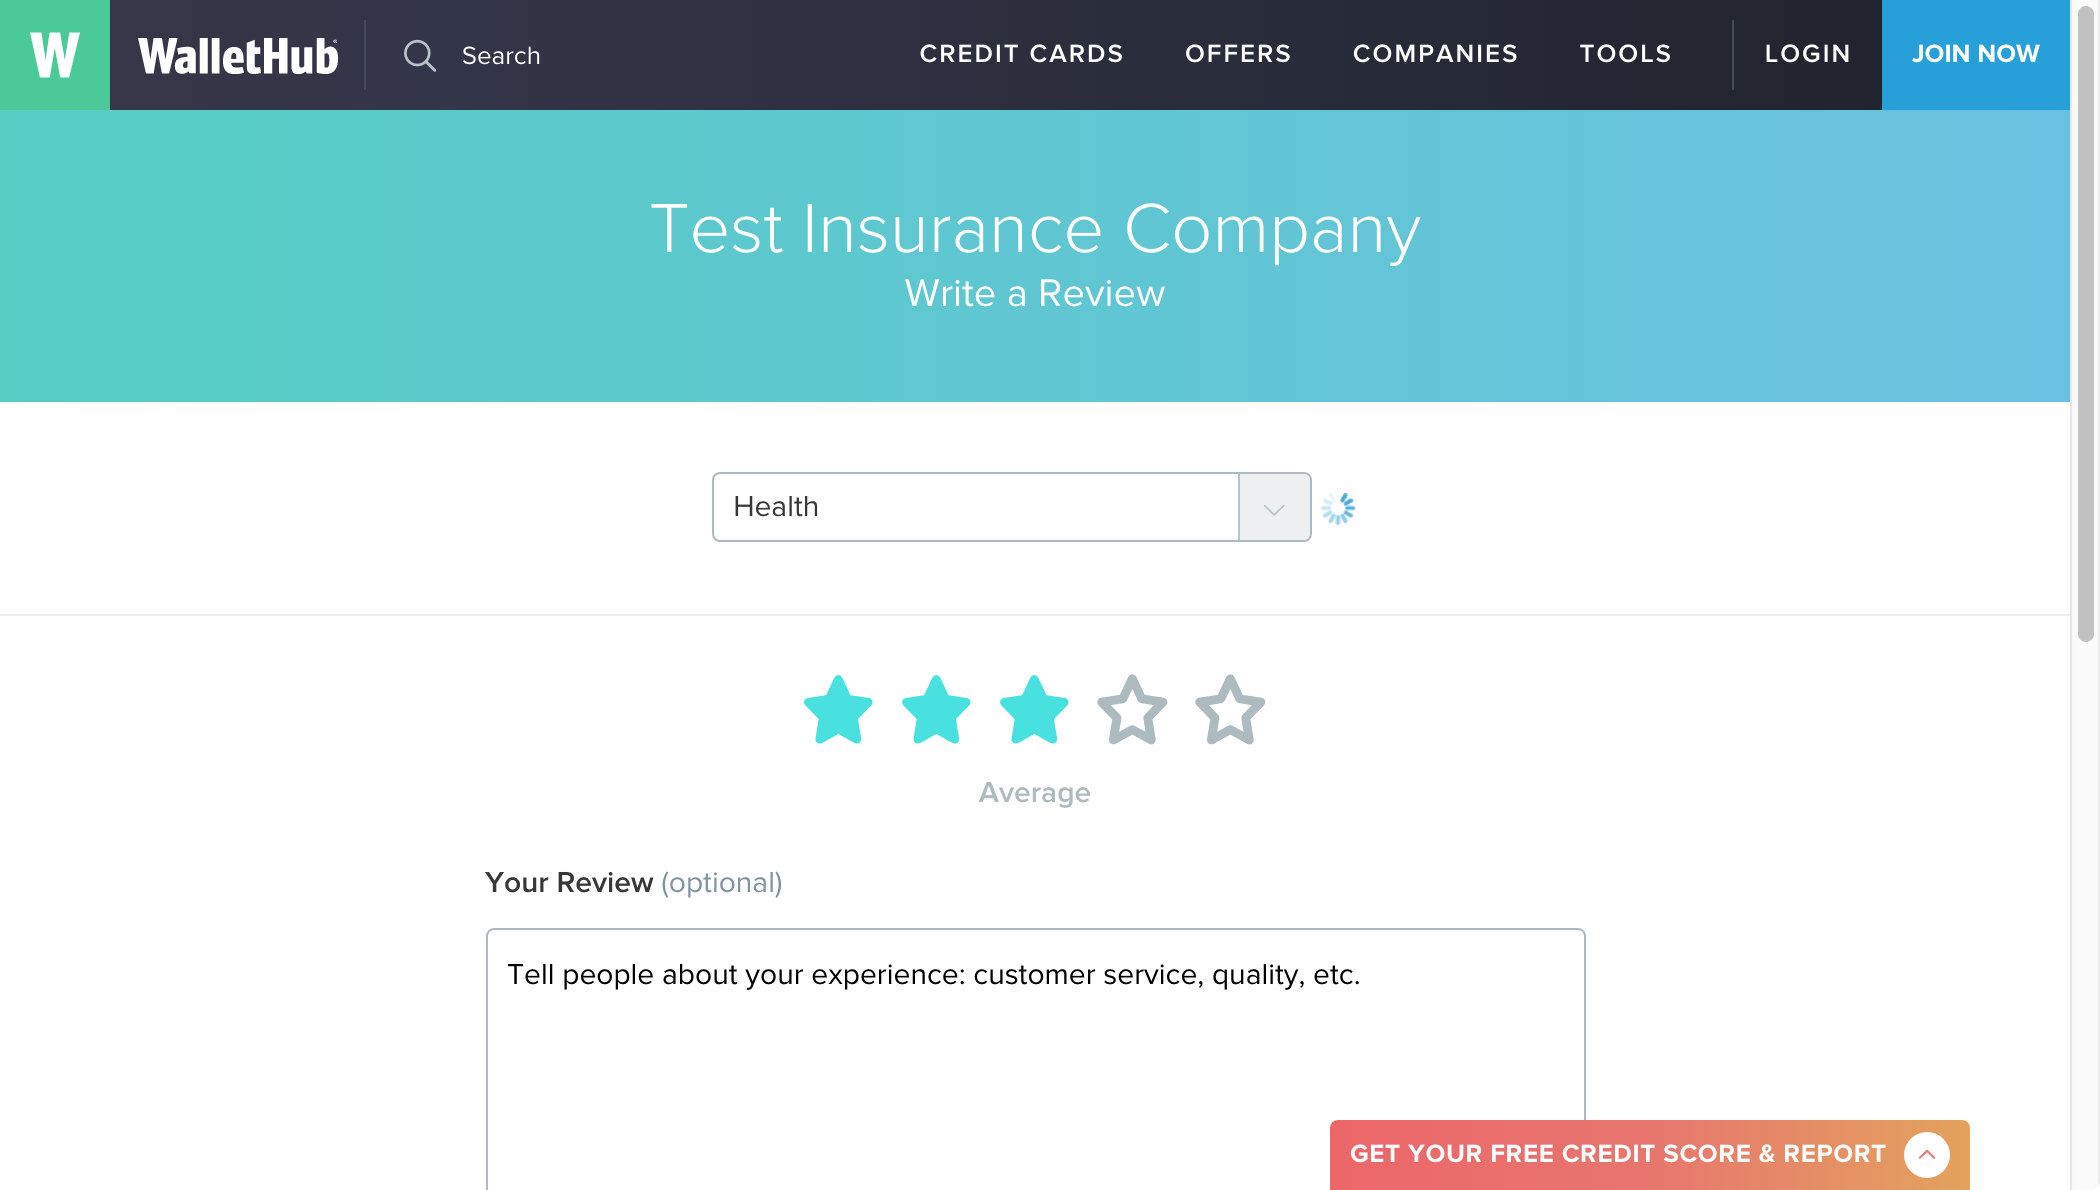 W WalletHub Search CREDIT CARDS OFFERS COMPANIES TOOLS LOGIN JOIN NOW
Test Insurance Company
Write a Review
Health
Average
Your Review (optional)
Tell people about your experience: customer service, quality, etc.
GET YOUR FREE CREDIT SCORE & REPORT